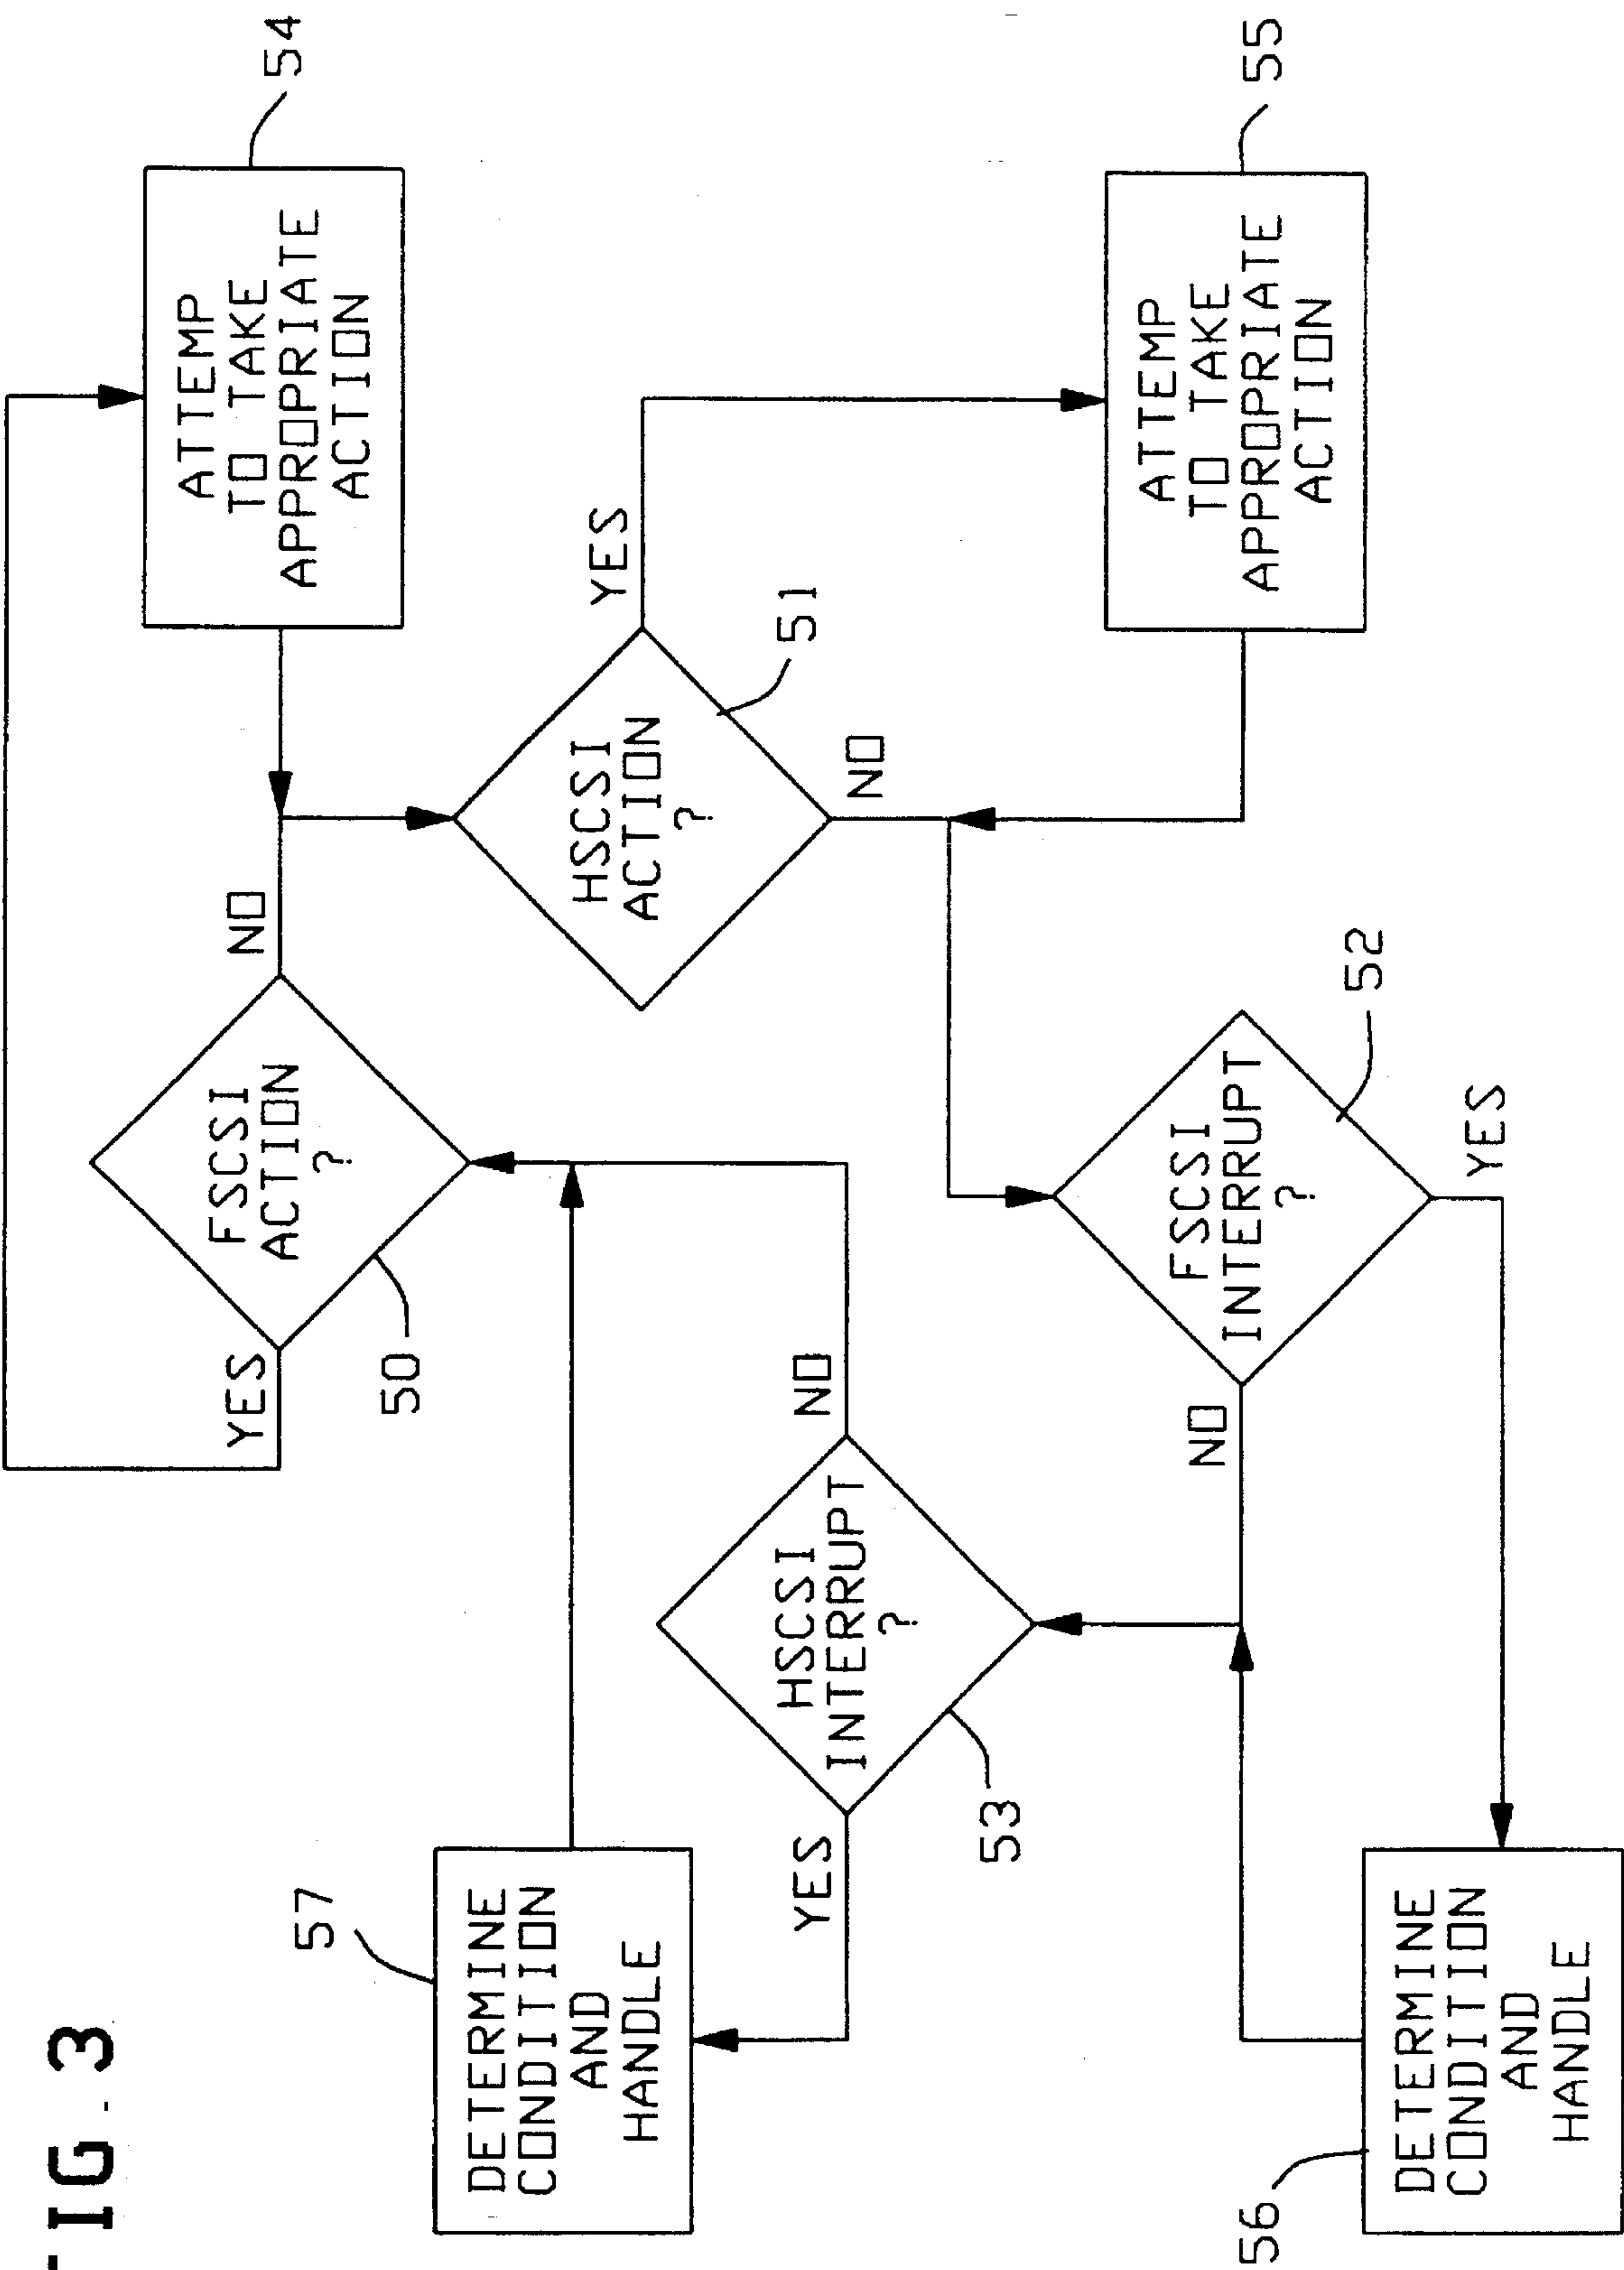 FIG. 3
YES
FSCSI
ACTION
?
NO
50
ATTEMP
TO TAKE
APPROPRIATE
ACTION
54
57
DETERMINE
CONDITION
AND
HANDLE
HSCSI
ACTION
?
YES
51
NO
YES
HSCSI
INTERRUPT
?
NO
53
56
DETERMINE
CONDITION
AND
HANDLE
NO
FSCSI
INTERRUPT
?
52
YES
ATTEMP
TO TAKE
APPROPRIATE
ACTION
55